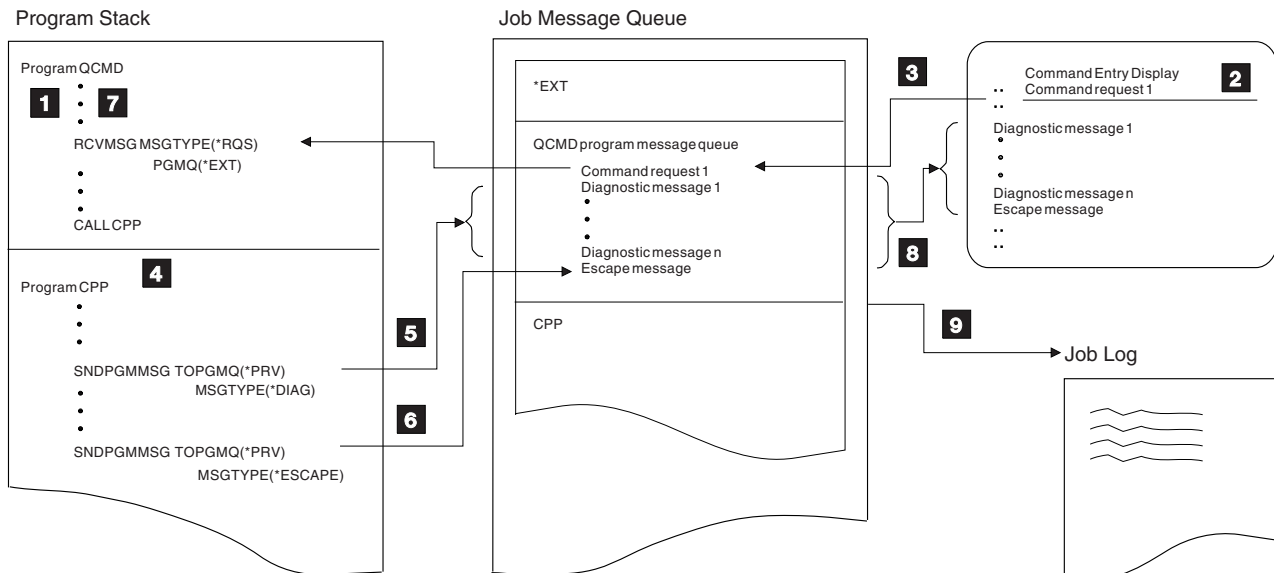 Program Stack
Program QCMD
1 7
RCVMSG MSGTYPE(*RQS)
PGMQ(*EXT)
CALL CPP
4
Program CPP
5
SNDPGMMSG TOPGMQ(*PRV)
MSGTYPE(*DIAG)
6
SNDPGMMSG TOPGMQ(*PRV)
MSGTYPE(*ESCAPE)
Job Message Queue
*EXT
QCMD program message queue
Command request 1
Diagnostic message 1
Diagnostic message n
Escape message
CPP
3
8
9
Command Entry Display
Command request 1
2
Diagnostic message 1
Diagnostic message n
Escape message
Job Log